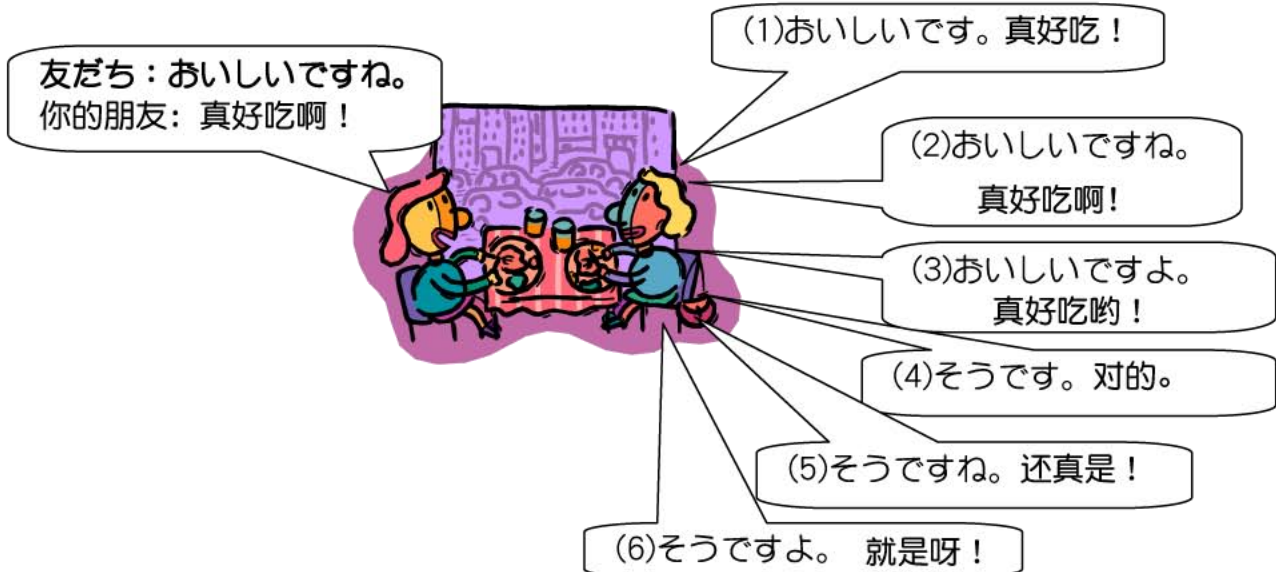 友だち：おいしいですね。
你的朋友: 真好吃啊！
(1)おいしいです。真好吃！
(2)おいしいですね。
真好吃啊!
(3)おいしいですよ。
真好吃哟！
(4)そうです。对的。
(5)そうですね。还真是！
(6)そうですよ。 就是呀！